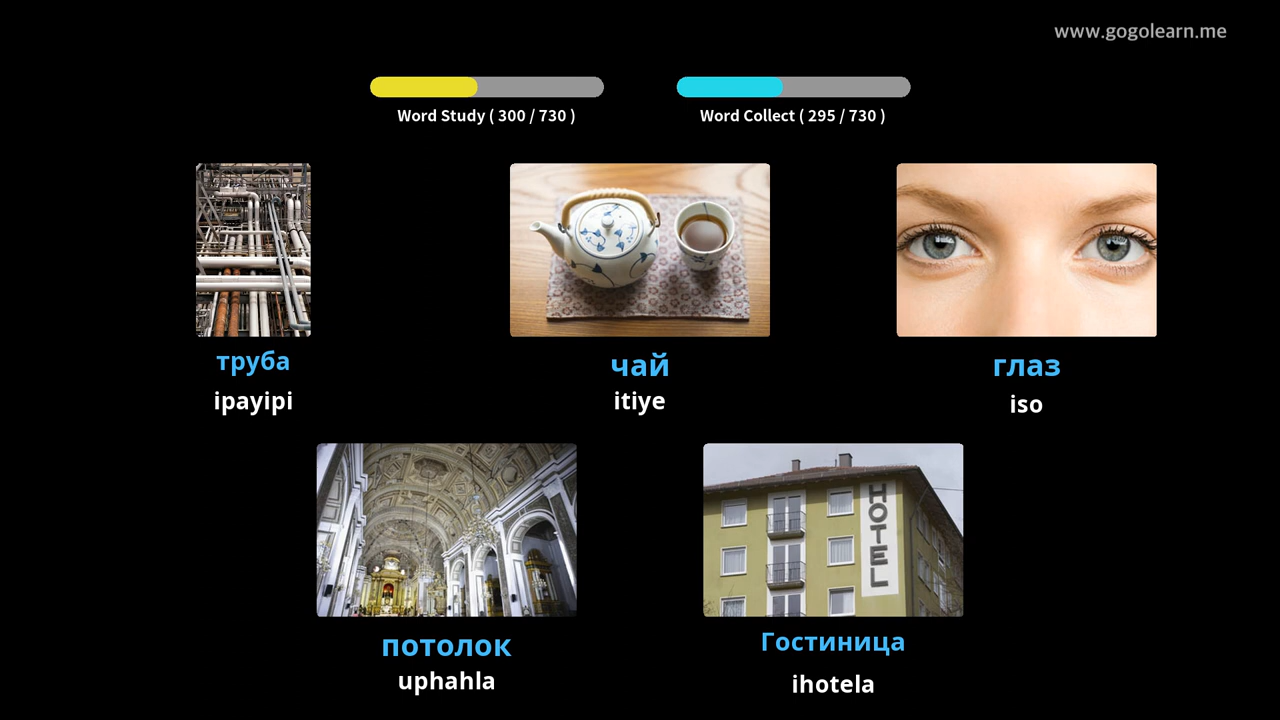 www.gogolearn.me
Word Study ( 300 / 730 )
Word Collect ( 295 / 730 )
труба
ipayipi
чай
itiye
глаз
iso
потолок
uphahla
HOTEL
Гостиница
ihotela